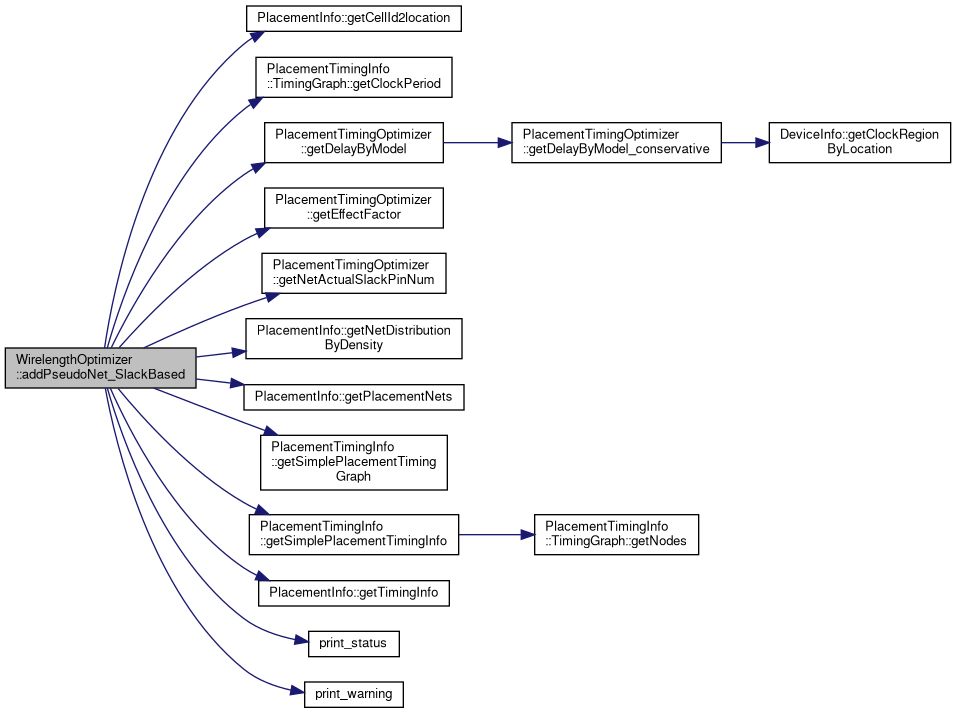 PlacementInfo::getCellId2location
PlacementTimingInfo
::TimingGraph::getClockPeriod
PlacementTimingOptimizer
::getDelayByModel
PlacementTimingOptimizer
::getDelayByModel_conservative
DeviceInfo::getClockRegion
ByLocation
PlacementTimingOptimizer
::getEffectFactor
PlacementTimingOptimizer
::getNetActualSlackPinNum
PlacementInfo::getNetDistribution
ByDensity
WirelengthOptimizer
::addPseudoNet_SlackBased
PlacementInfo::getPlacementNets
PlacementTimingInfo
::getSimplePlacementTiming
Graph
PlacementTimingInfo
::getSimplePlacementTimingInfo
PlacementTimingInfo
::TimingGraph::getNodes
PlacementInfo::getTimingInfo
print_status
print_warning